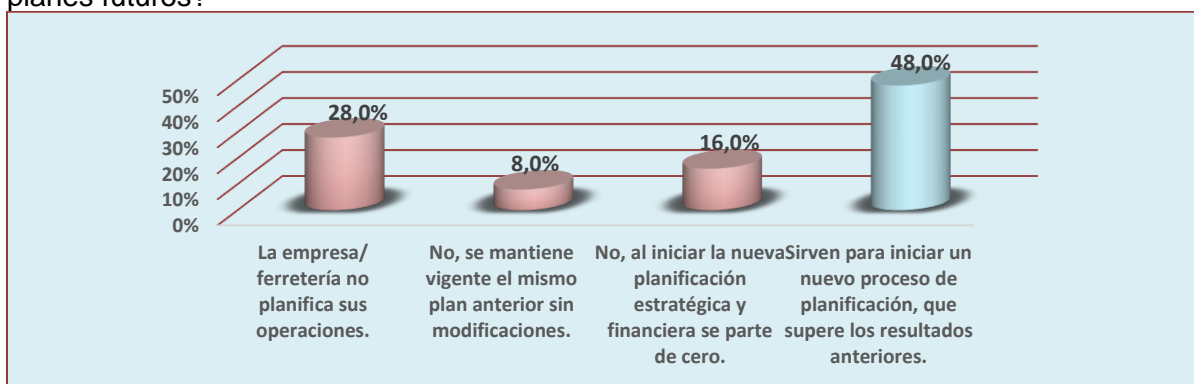 planes futuros?
48,0%
28,0%
16,0%
8,0%
50%
40%
30%
20%
10%
0%
La empresa/
ferretería no
planifica sus
operaciones.
No, se mantiene
vigente el mismo
plan anterior sin
modificaciones.
No, al iniciar la nueva
planificación
estratégica y
financiera se parte
de cero.
Sirven para iniciar un
nuevo proceso de
planificación, que
supere los resultados
anteriores.